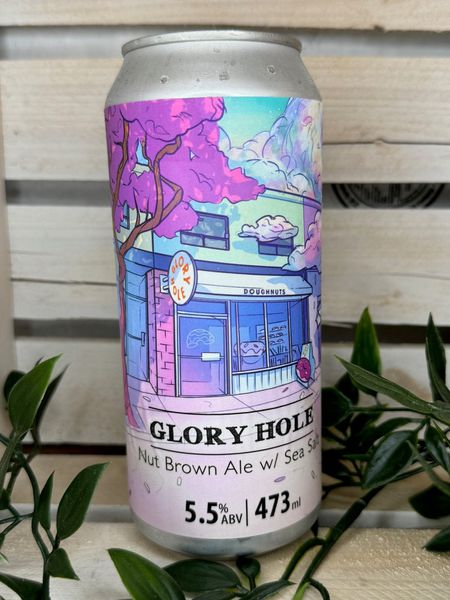 GLORY HOLE
DOUGHNUTS
GLORY HOLE
Nut Brown Ale w/ Sea Salt
5.5% ABV | 473 ml